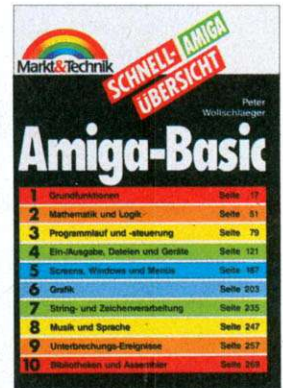 Markt&Technik
SCHNELL-
AMIGA
ÜBERSICHT
Peter
Wollschlaeger
Amiga-Basic
1 Grundfunktionen Seite 17
2 Mathematik und Logik Seite 51
3 Programmlauf und -steuerung Seite 79
4 Ein-/Ausgabe, Dateien und Geräte Seite 121
5 Screens, Windows und Menüs Seite 187
6 Grafik Seite 203
7 String- und Zeichenverarbeitung Seite 235
8 Musik und Sprache Seite 247
9 Unterbrechungs-Ereignisse Seite 257
10 Bibliotheken und Assembler Seite 269